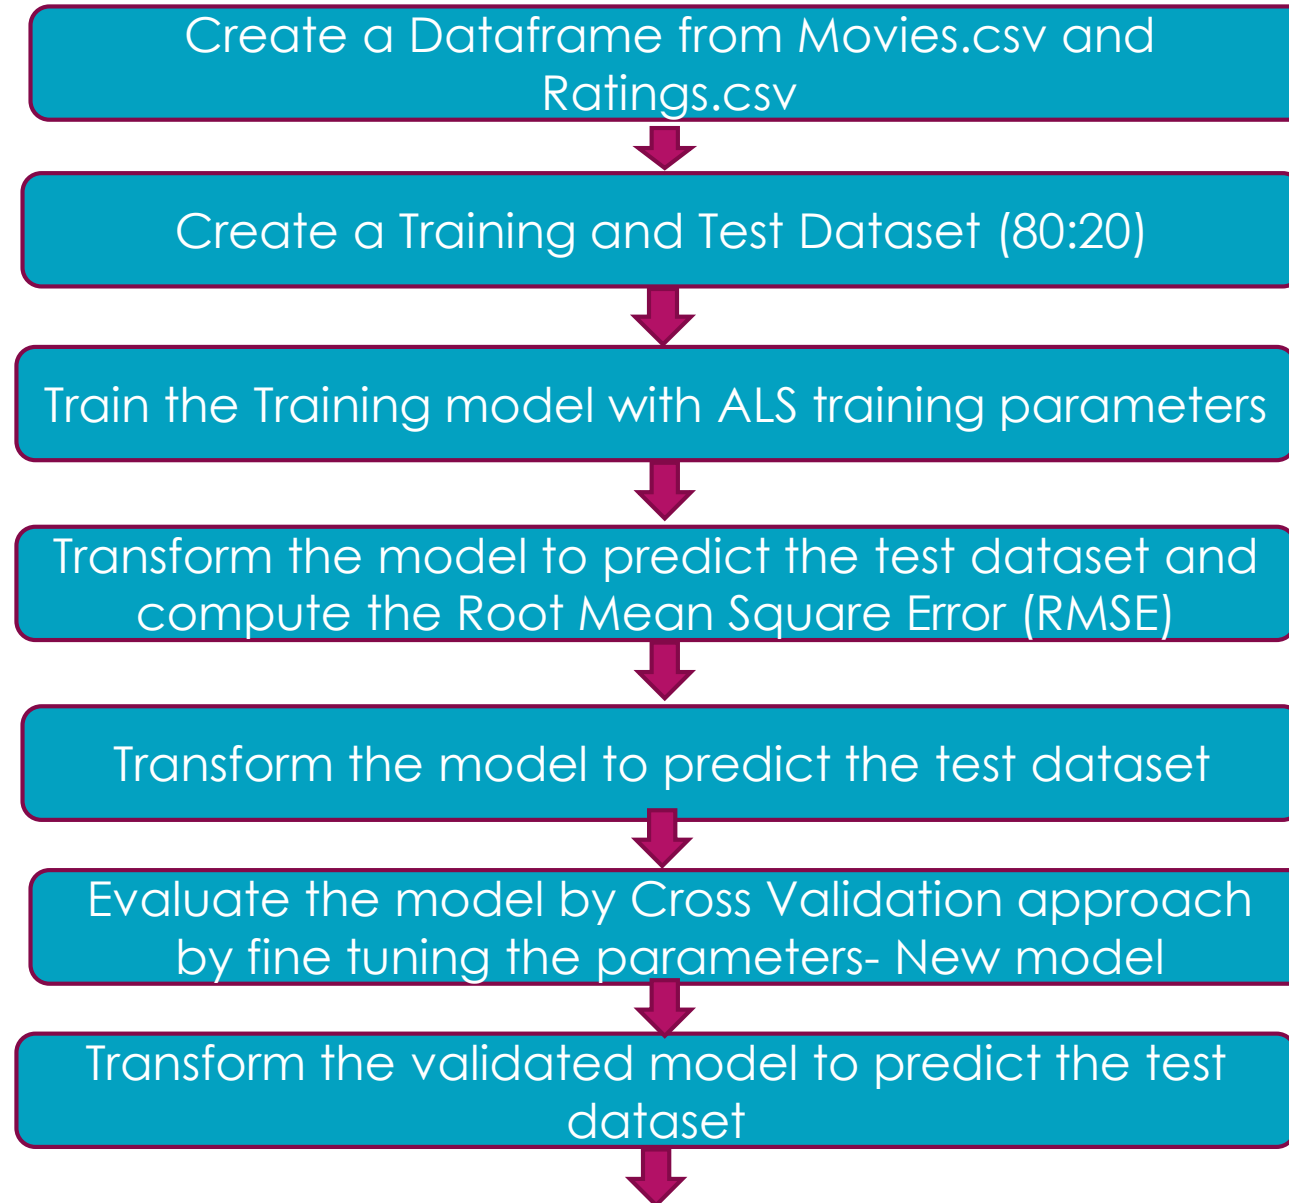 Create a Dataframe from Movies.csv and
Ratings.csv
Create a Training and Test Dataset (80:20)
Train the Training model with ALS training parameters
Transform the model to predict the test dataset and
compute the Root Mean Square Error (RMSE)
Transform the model to predict the test dataset
Evaluate the model by Cross Validation approach
by fine tuning the parameters- New model
Transform the validated model to predict the test
dataset